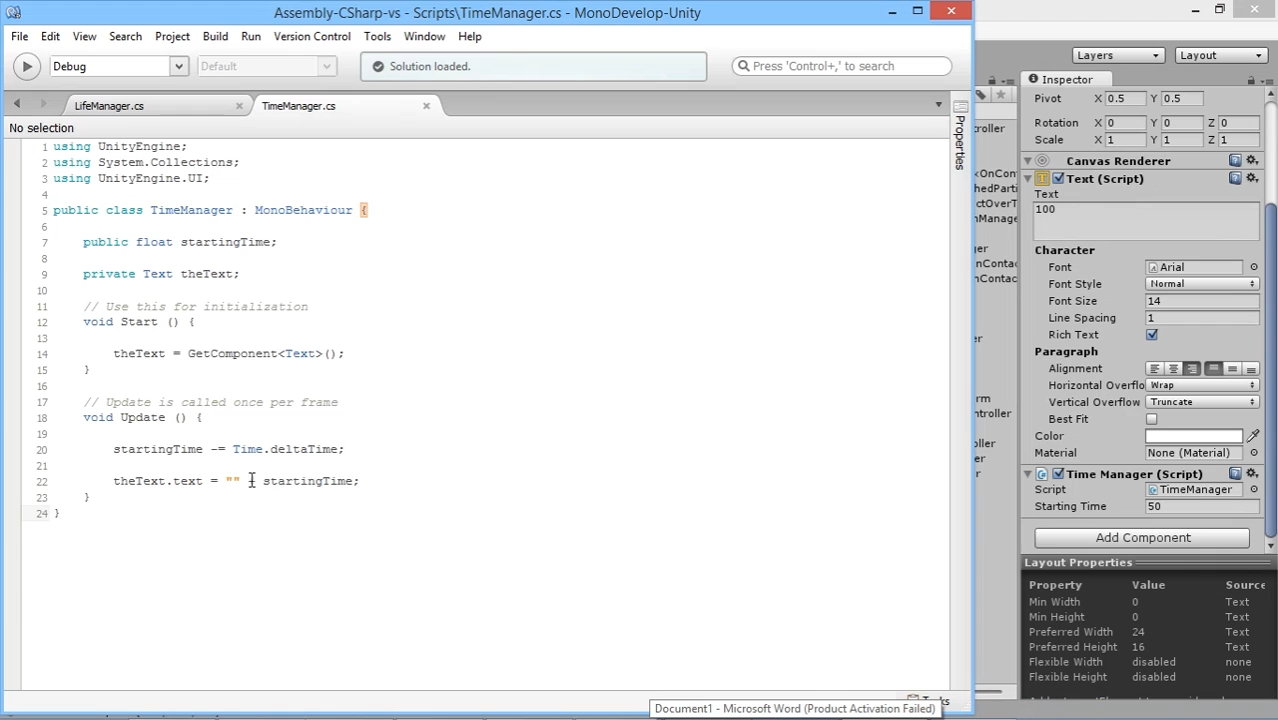 Assembly-CSharp-vs - Scripts\TimeManager.cs - MonoDevelop-Unity
File Edit View Search Project Build Run Version Control Tools Window Help
Debug Default Solution loaded. Press 'Control+,' to search
LifeManager.cs TimeManager.cs
No selection
1 using UnityEngine;
2 using System.Collections;
3 using UnityEngine.UI;
4
5 public class TimeManager : MonoBehaviour {
6
7 public float startingTime;
8
9 private Text theText;
10
11 // Use this for initialization
12 void Start () {
13
14 theText = GetComponent<Text>();
15 }
16
17 // Update is called once per frame
18 void Update () {
19
20 startingTime -= Time.deltaTime;
21
22 theText.text = "" startingTime;
23 }
24 }
Properties
Document1 - Microsoft Word (Product Activation Failed)
Layers Layout
Inspector
Pivot X 0.5 Y 0.5
Rotation X 0 Y 0 Z 0
Scale X 1 Y 1 Z 1
Canvas Renderer
Text (Script)
Text
100
Character
Font Arial
Font Style Normal
Font Size 14
Line Spacing 1
Rich Text
Paragraph
Alignment
Horizontal Overflo Wrap
Vertical Overflow Truncate
Best Fit
Color
Material None (Material)
Time Manager (Script)
Script TimeManager
Starting Time 50
Add Component
Layout Properties
Property Value Source
Min Width 0 Text
Min Height 0 Text
Preferred Width 24 Text
Preferred Height 16 Text
Flexible Width disabled none
Flexible Height disabled none